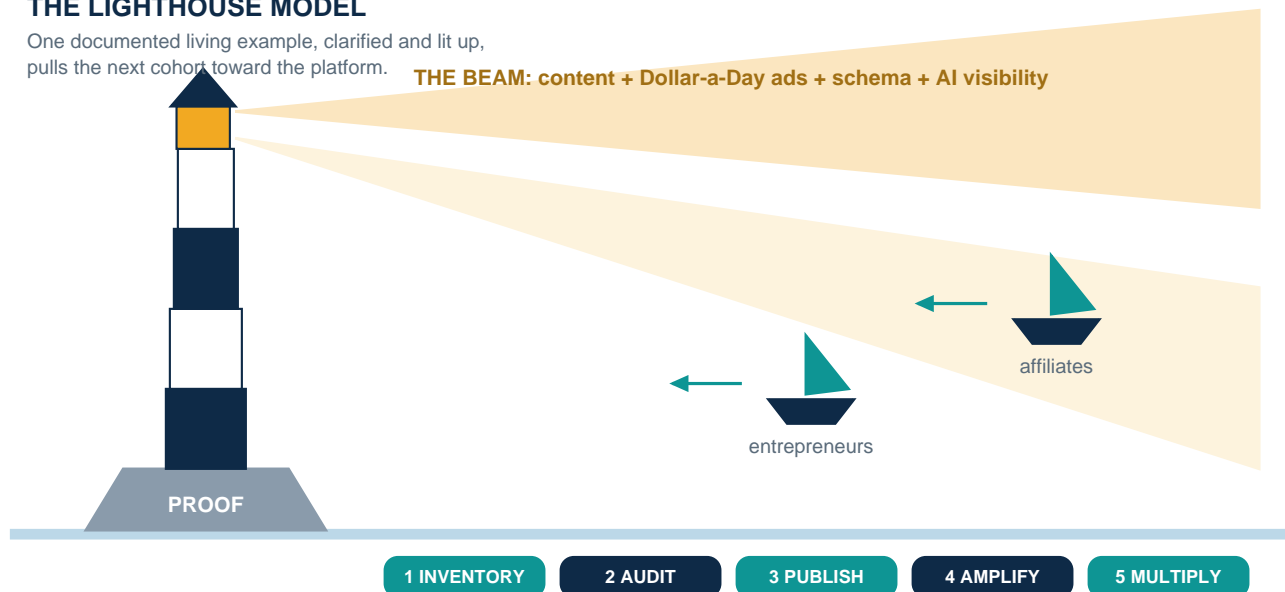 THE LIGHTHOUSE MODEL
One documented living example, clarified and lit up,
pulls the next cohort toward the platform.
THE BEAM: content + Dollar-a-Day ads + schema + AI visibility
affiliates
entrepreneurs
PROOF
1 INVENTORY
2 AUDIT
3 PUBLISH
4 AMPLIFY
5 MULTIPLY